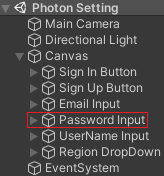 Photon Setting
Main Camera
Directional Light
Canvas
Sign In Button
Sign Up Button
Email Input
Password Input
UserName Input
Region DropDown
EventSystem